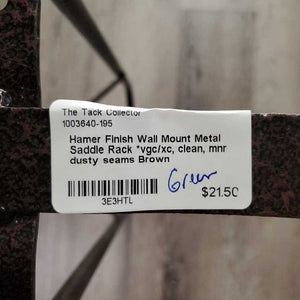 The Tack Collector
1003640-195
Hamer Finish Wall Mount Metal
Saddle Rack *vgc/xc, clean, mnr
dusty seams Brown
Green
3E3HTL
$21.50